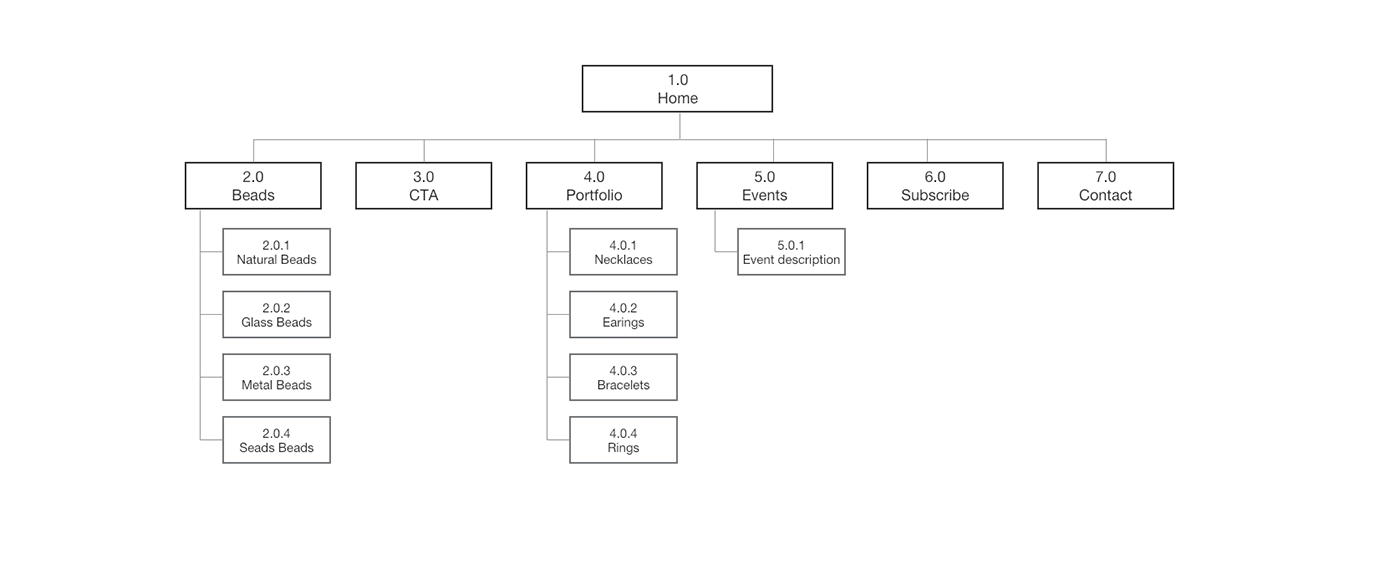 1.0
Home
2.0
Beads
3.0
CTA
4.0
Portfolio
5.0
Events
6.0
Subscribe
7.0
Contact
2.0.1
Natural Beads
2.0.2
Glass Beads
2.0.3
Metal Beads
2.0.4
Seads Beads
4.0.1
Necklaces
4.0.2
Earings
4.0.3
Bracelets
4.0.4
Rings
5.0.1
Event description